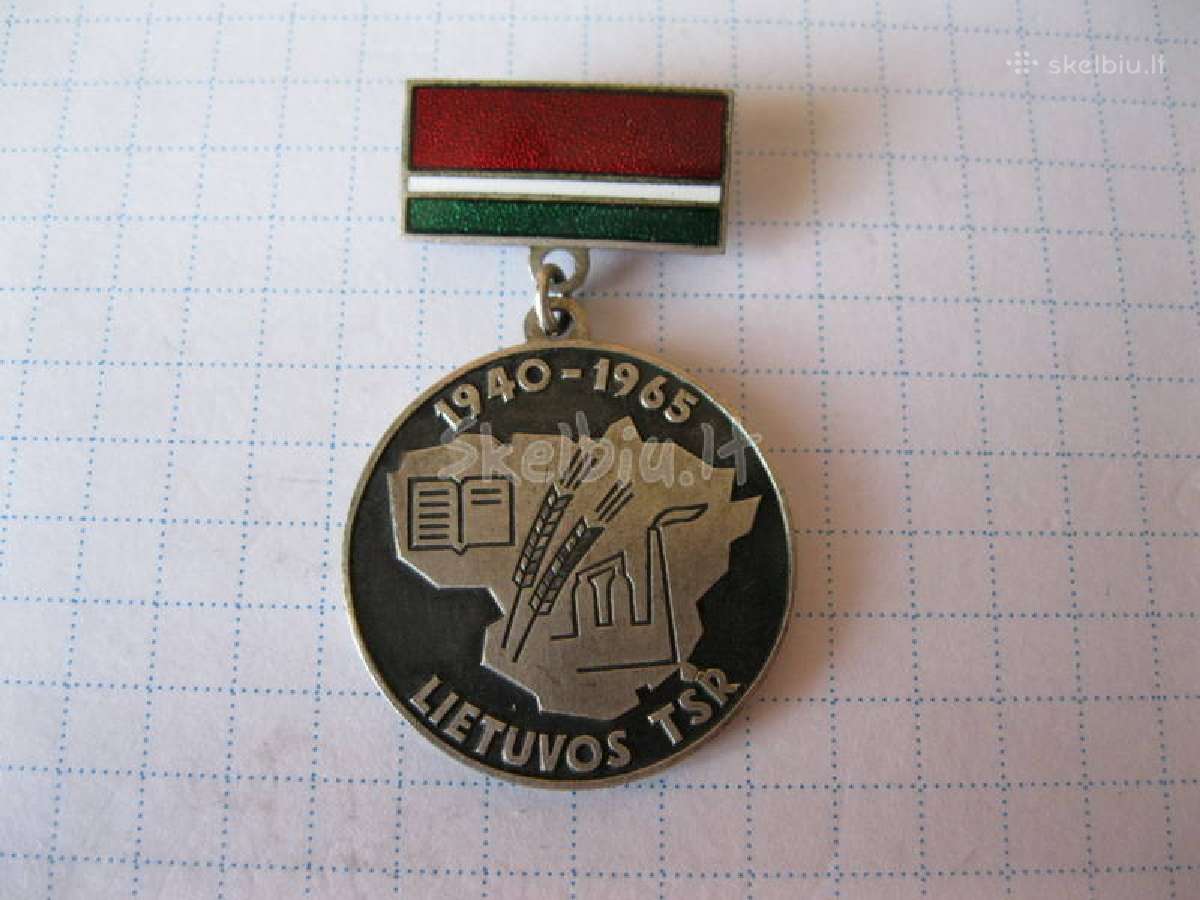 skelbiu.lt
1940-1965
Skelbiu.lt
LIETUVOS TSR